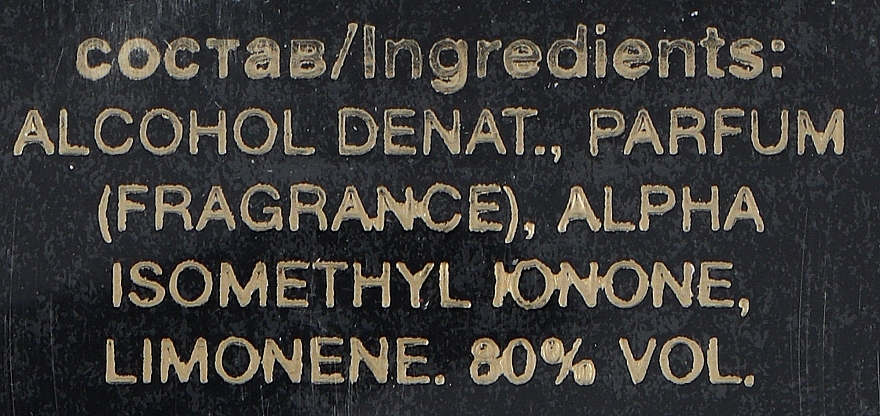 состав/Ingredients:
ALCOHOL DENAT., PARFUM
(FRAGRANCE), ALPHA
ISOMETHYL IONONE,
LIMONENE. 80% VOL.